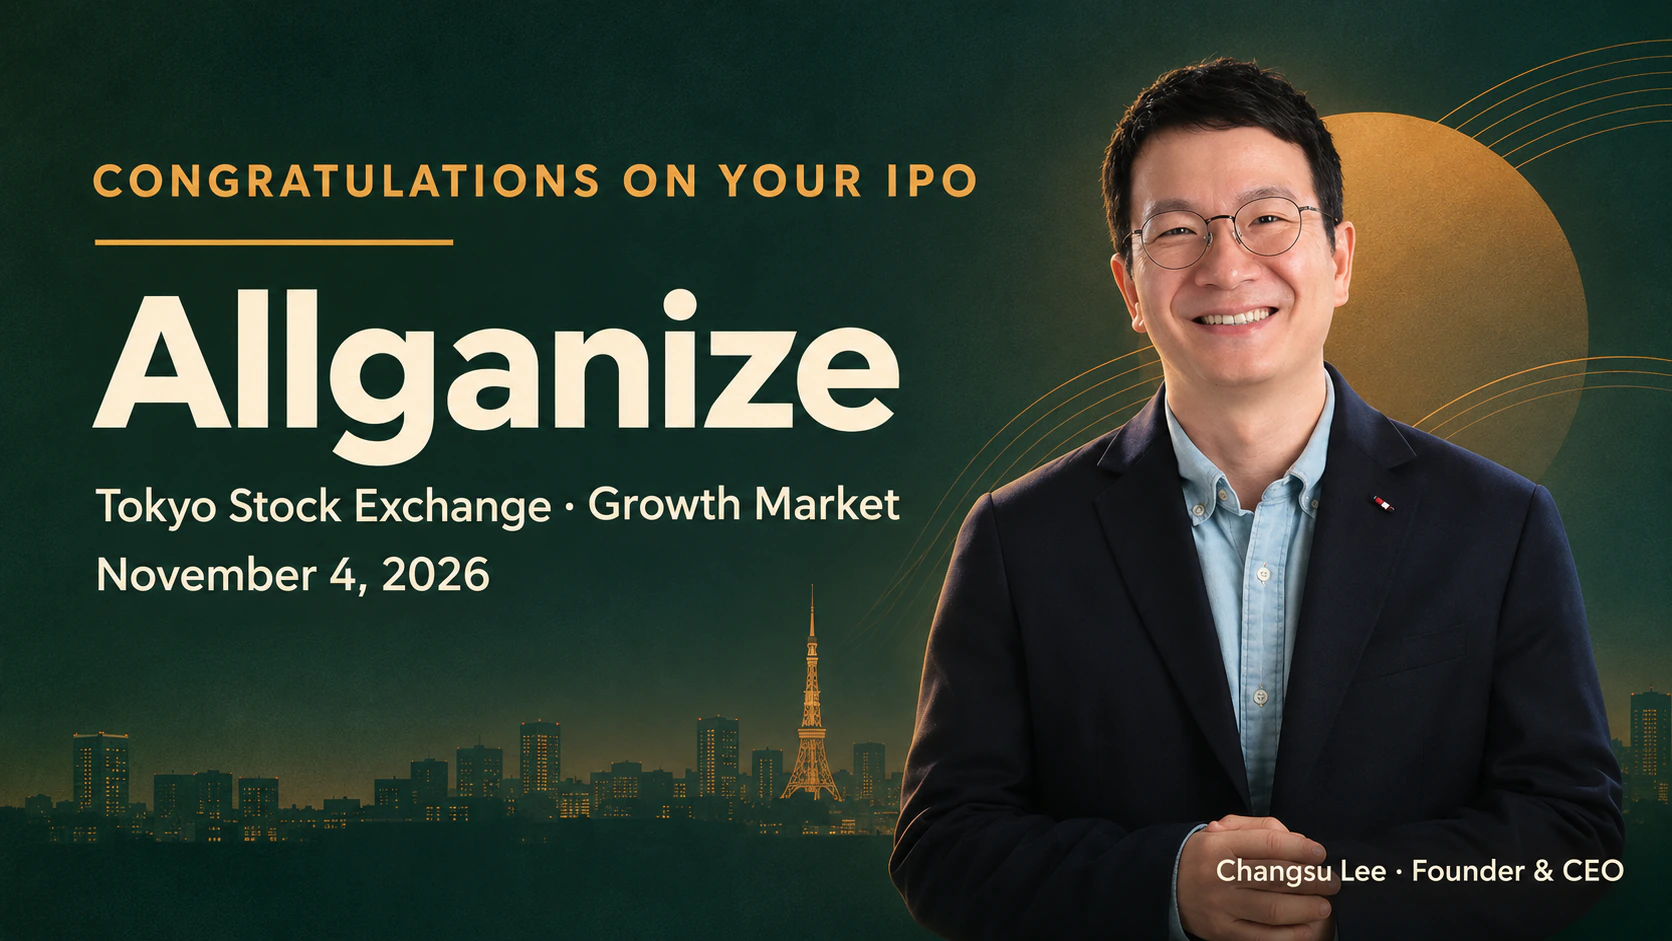 CONGRATULATIONS ON YOUR IPO
Allganize
Tokyo Stock Exchange · Growth Market
November 4, 2026
Changsu Lee · Founder & CEO